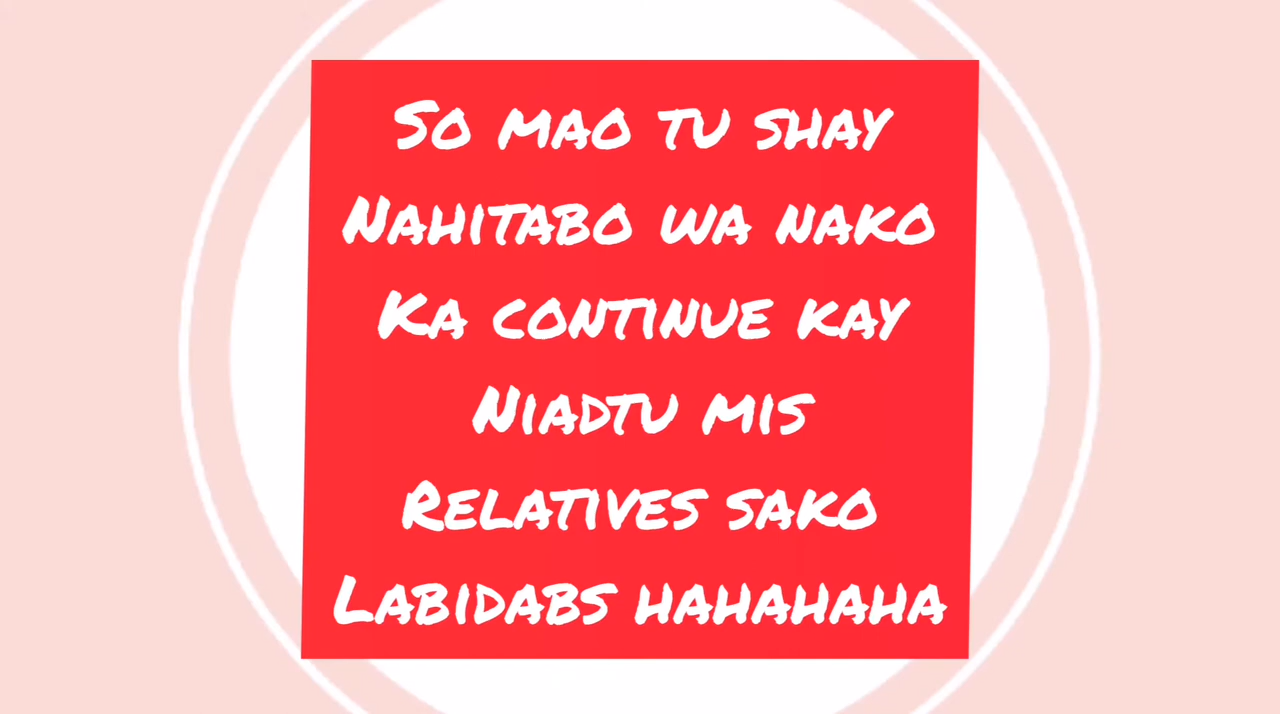 So mao tu shay
Nahitabo wa nako
Ka continue kay
Niadtu mis
Relatives sako
Labidabs hahahaha